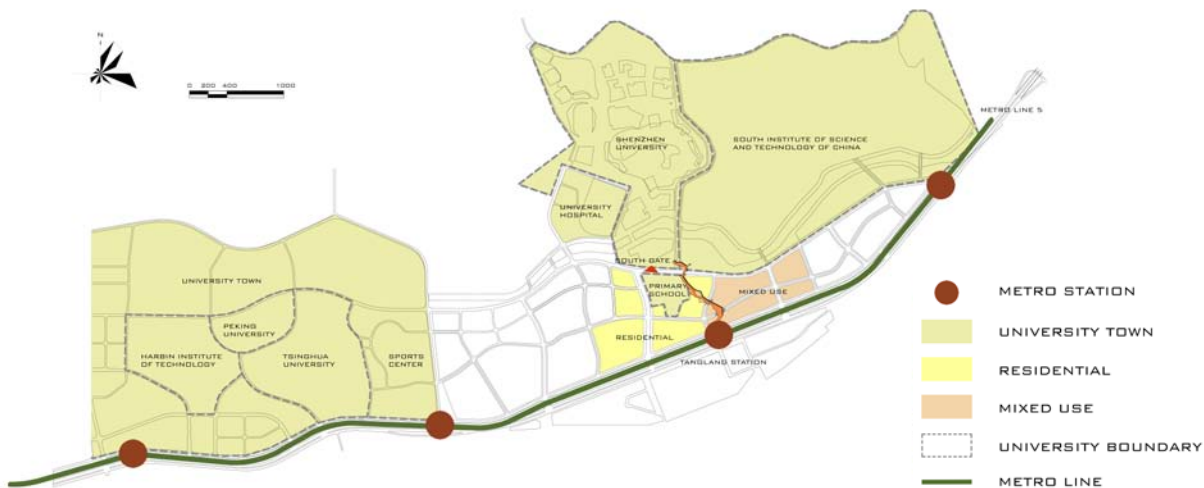 N
0 200 400 1000
METRO LINE 5
SHENZHEN
UNIVERSITY
SOUTH INSTITUTE OF SCIENCE
AND TECHNOLOGY OF CHINA
UNIVERSITY
HOSPITAL
SOUTH GATE
UNIVERSITY TOWN
PRIMARY
SCHOOL
MIXED USE
PEKING
UNIVERSITY
HARBIN INSTITUTE
OF TECHNOLOGY
TSINGHUA
UNIVERSITY
SPORTS
CENTER
RESIDENTIAL
TANGLAND STATION
METRO STATION
UNIVERSITY TOWN
RESIDENTIAL
MIXED USE
UNIVERSITY BOUNDARY
METRO LINE